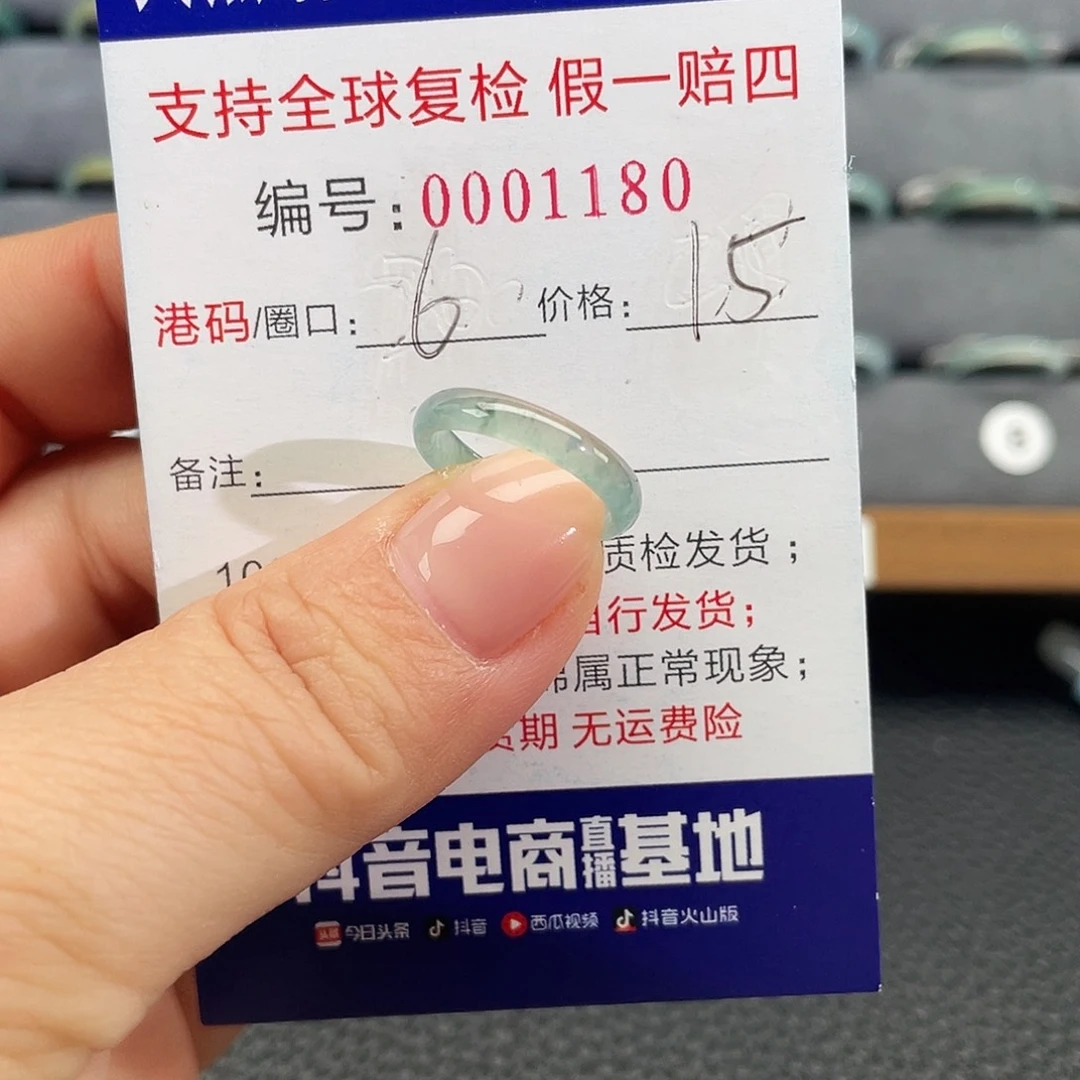 支持全球复检 假一赔四
编号:0001180
港码/圈口: 6 价格: 15
备注:
质检发货;
自行发货;
属正常现象;
货期 无运费险
抖音电商直播基地
今日头条 抖音 西瓜视频 抖音火山版